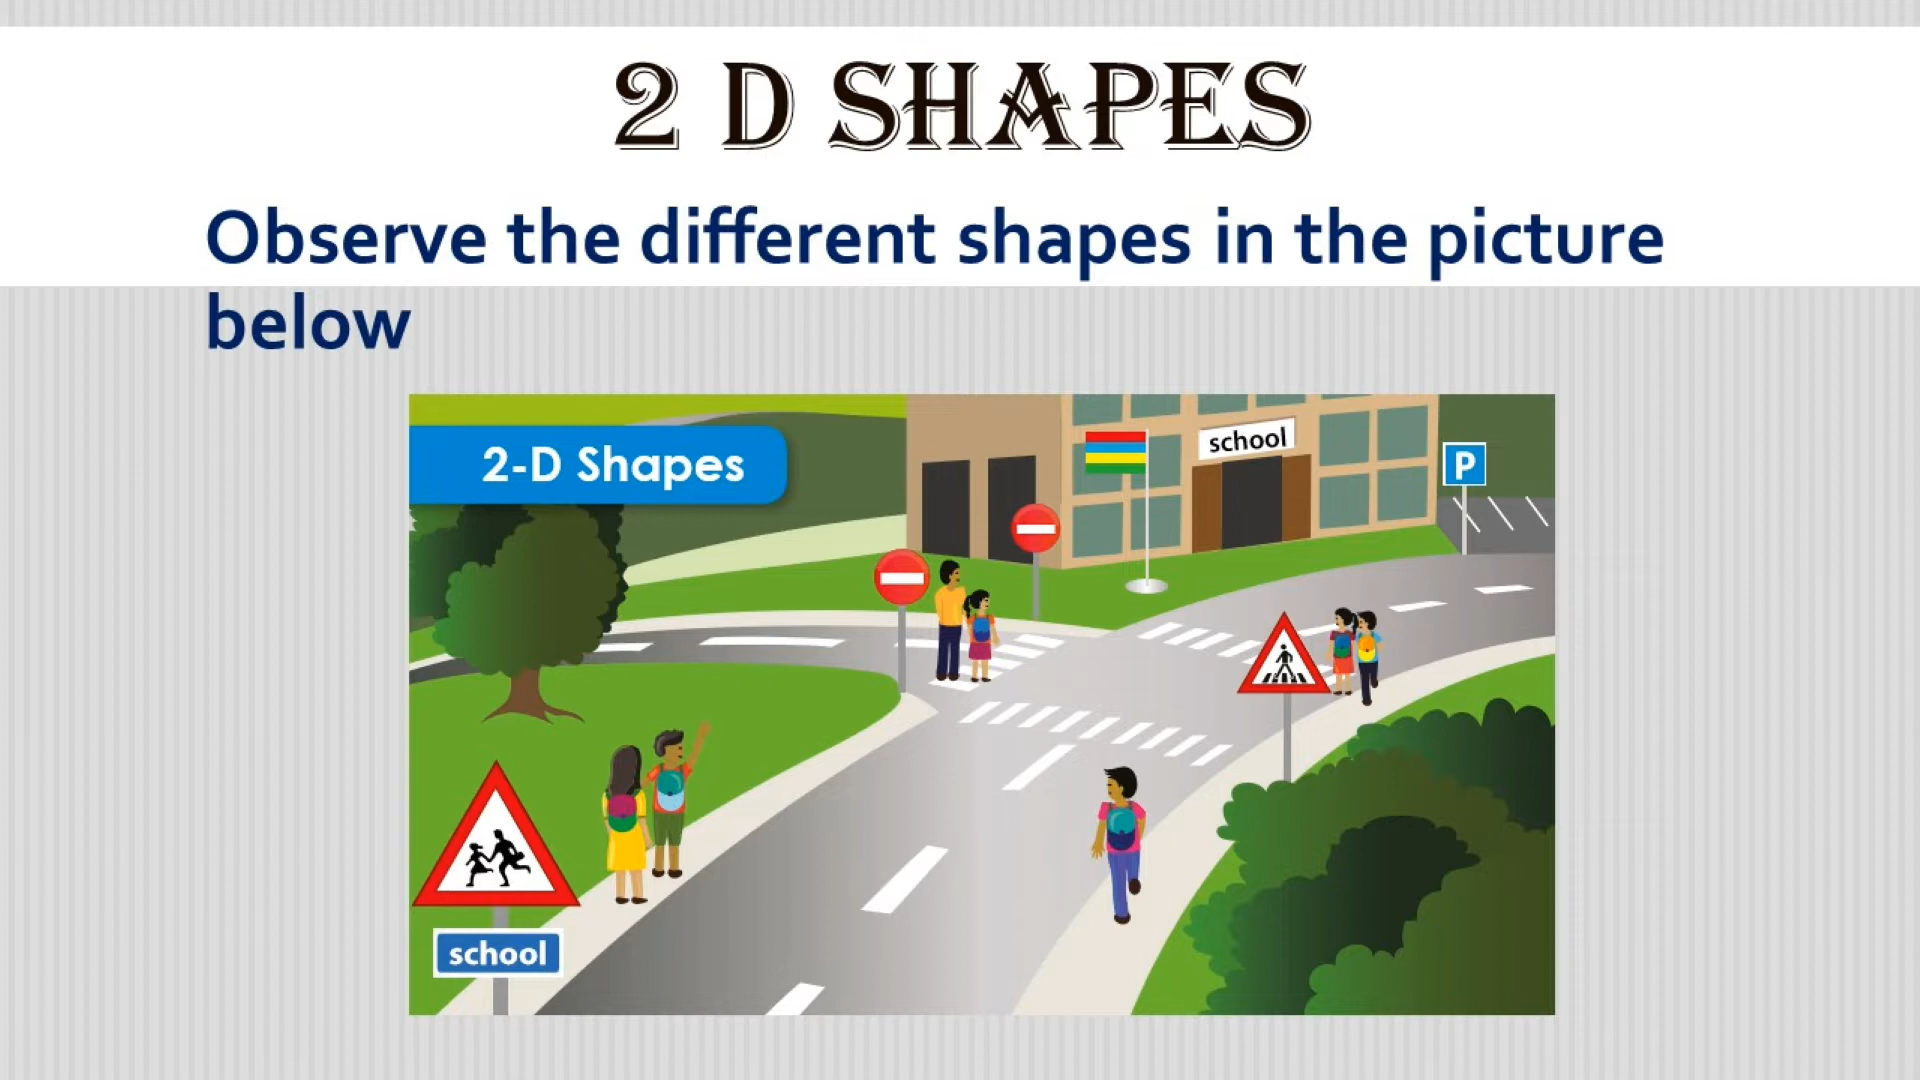 2 D SHAPES
Observe the different shapes in the picture
below
2-D Shapes
school
P
school